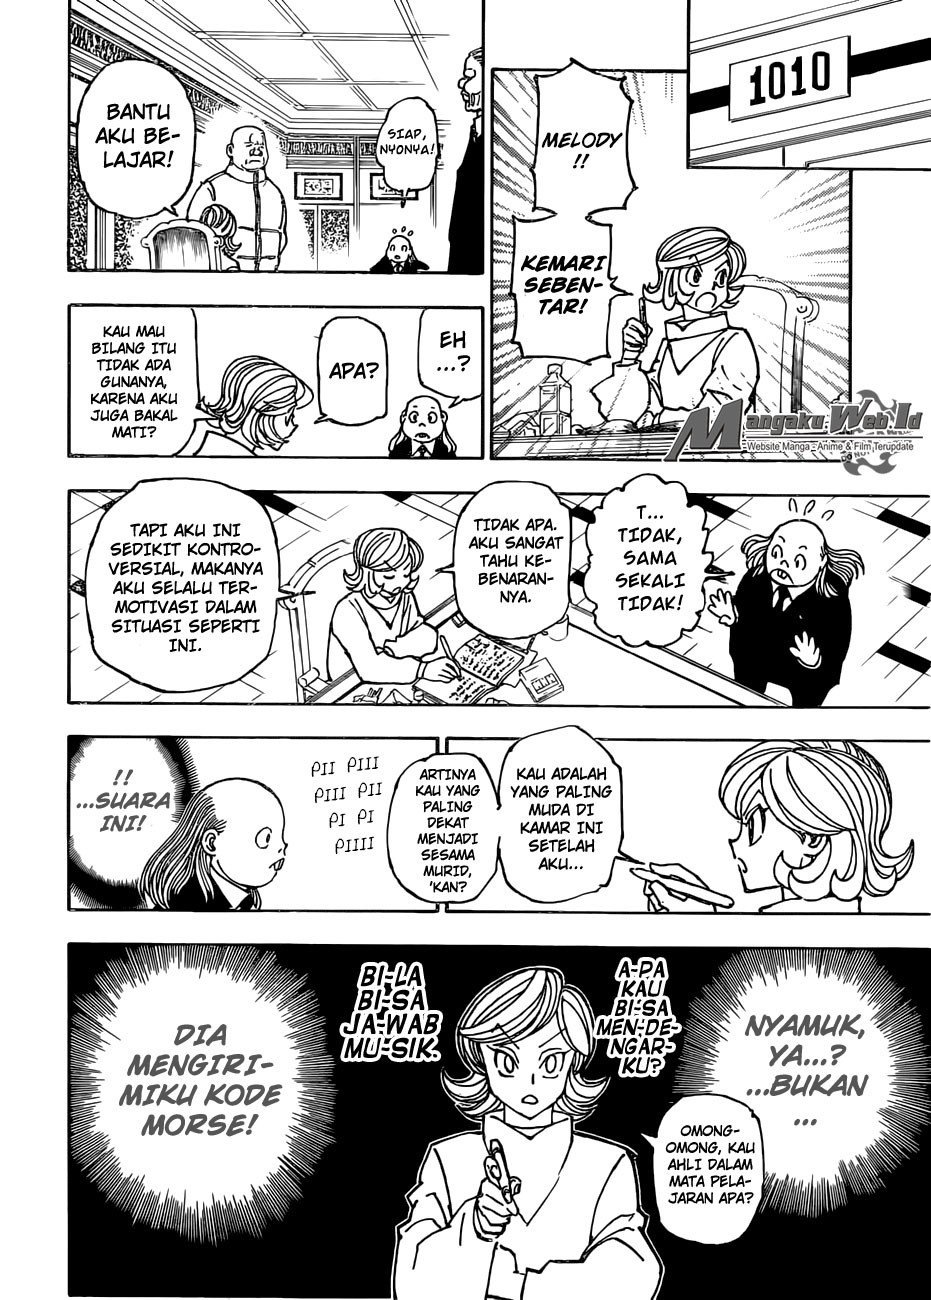 1010
MELODY
!!
KEMARI
SEBEN-
TAR!
SIAP,
NYONYA!
BANTU
AKU BE-
LAJAR!
EH
...?
APA?
KAU MAU
BILANG ITU
TIDAK ADA
GUNANYA,
KARENA AKU
JUGA BAKAL
MATI?
Mangaku.Web.Id
Website Manga - Anime & Film Terupdate
T...
TIDAK,
SAMA
SEKALI
TIDAK!
TIDAK APA.
AKU SANGAT
TAHU KE-
BENARAN-
NYA.
TAPI AKU INI
SEDIKIT KONTRO-
VERSIAL, MAKANYA
AKU SELALU TER-
MOTIVASI DALAM
SITUASI SEPERTI
INI.
KAU ADALAH
YANG PALING
MUDA DI
KAMAR INI
SETELAH
AKU...
ARTINYA
KAU YANG
PALING
DEKAT
MENJADI
SESAMA
MURID,
'KAN?
PII PIII
PIII PII
PI PI
PIIII
!!
...SUARA
INI!
NYAMUK,
YA...?
...BUKAN
...
OMONG-
OMONG, KAU
AHLI DALAM
MATA PELA-
JARAN APA?
A-PA
KAU
BI-SA
MEN-DE-
NGAR-
KU?
BI-LA
BI-SA
JA-WAB
MU-SIK.
DIA
MENGIRI-
MIKU KODE
MORSE!